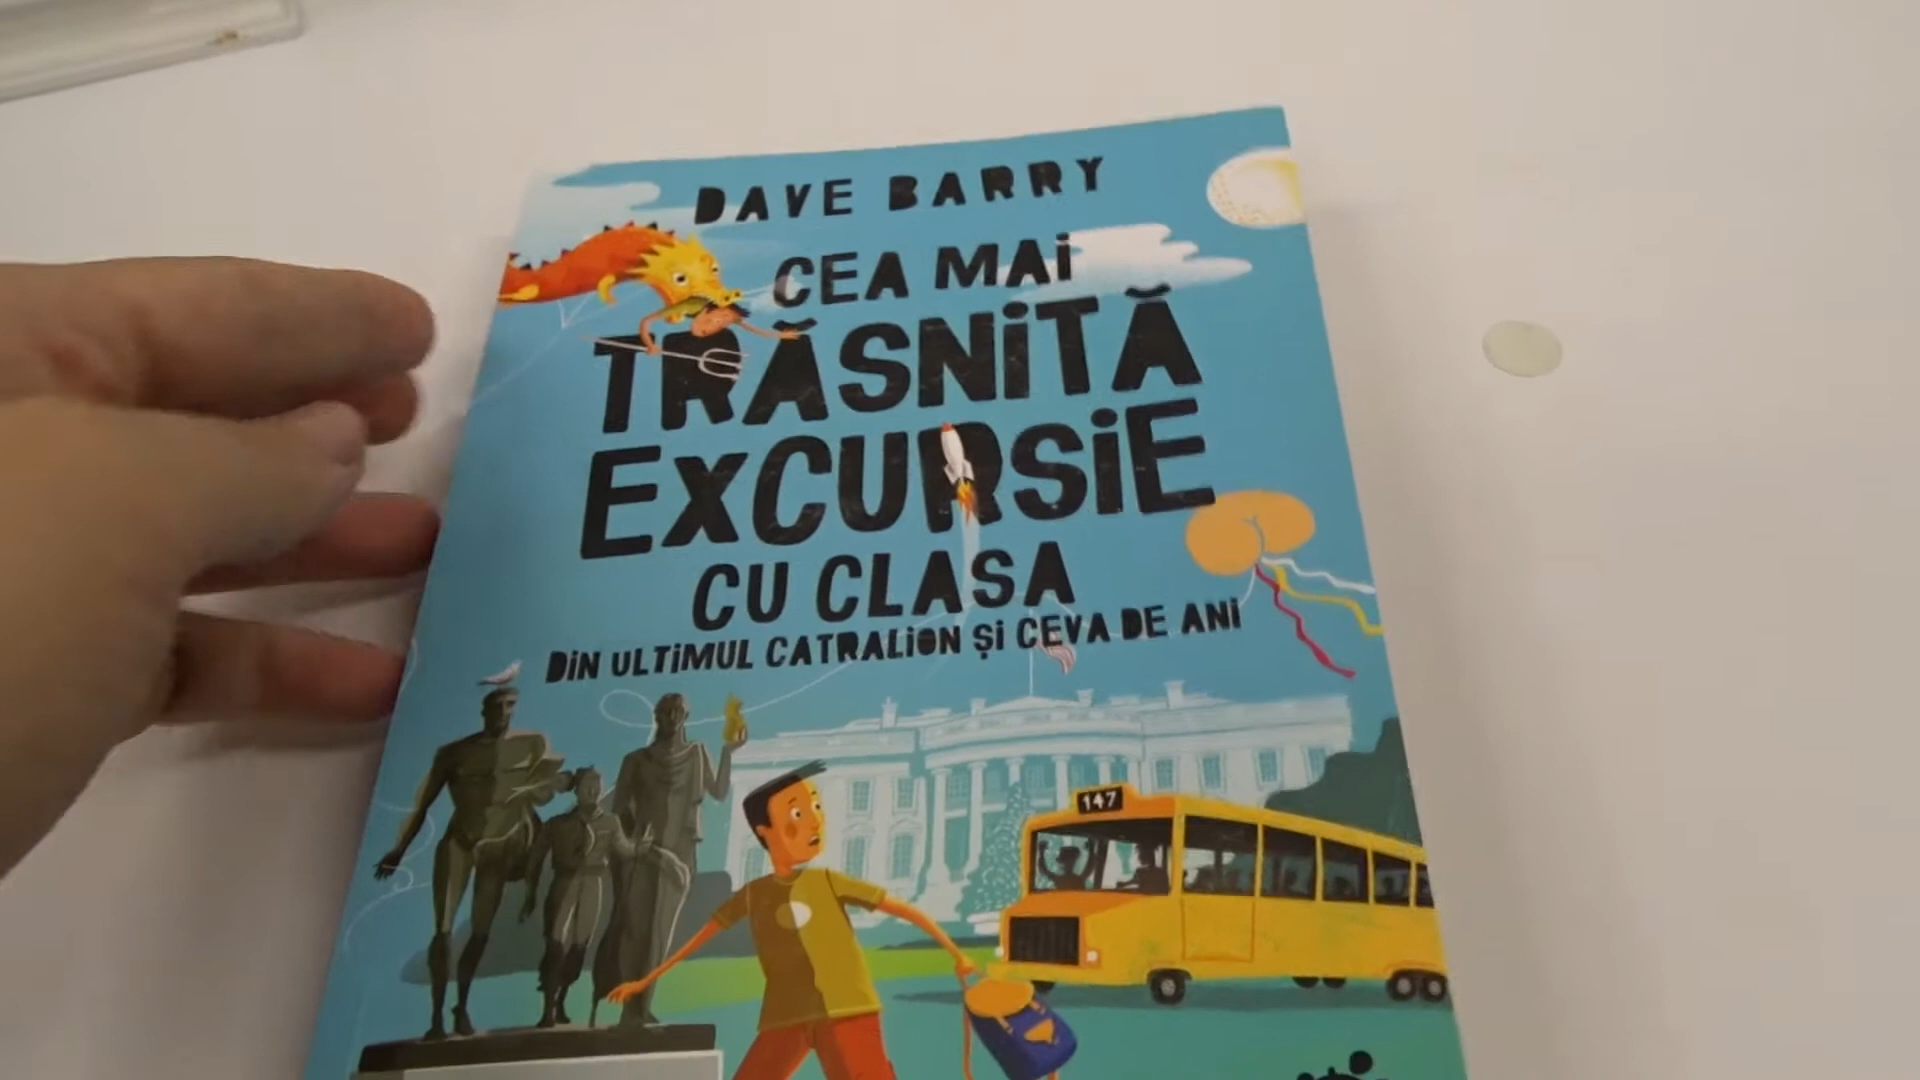 DAVE BARRY
CEA MAi
TRĂSNiTĂ
EXCURSiE
CU CLASA
DiN ULTiMUL CATRALiON Și CEVA DE ANi
147